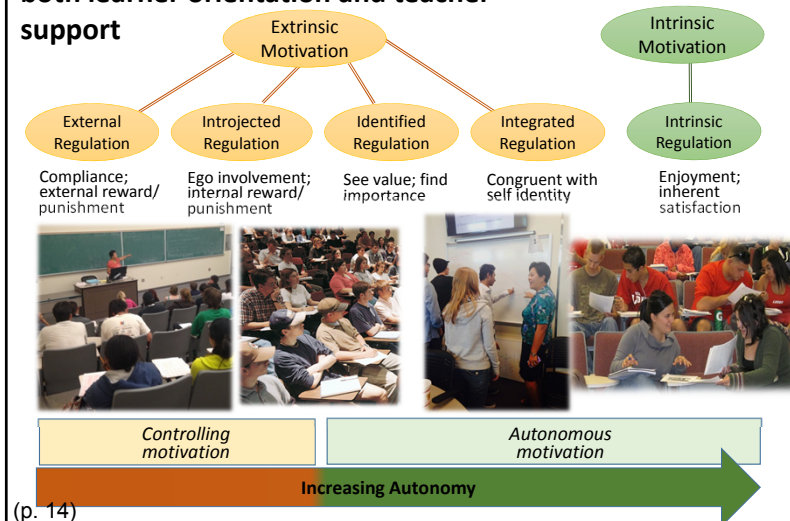 both learner orientation and teacher
support
Extrinsic
Motivation
Intrinsic
Motivation
External
Regulation
Introjected
Regulation
Identified
Regulation
Integrated
Regulation
Intrinsic
Regulation
Compliance;
external reward/
punishment
Ego involvement;
internal reward/
punishment
See value; find
importance
Congruent with
self identity
Enjoyment;
inherent
satisfaction
Controlling
motivation
Autonomous
motivation
Increasing Autonomy
(p. 14)